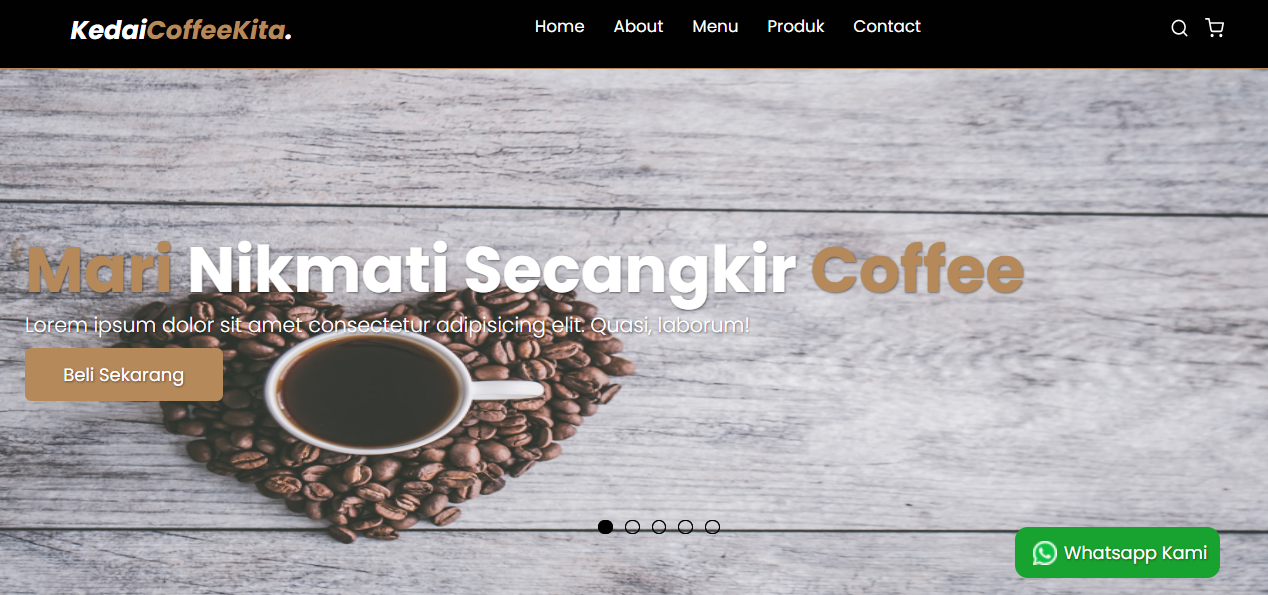 KedaiCoffeeKita.
Home About Menu Produk Contact
Mari Nikmati Secangkir Coffee
Lorem ipsum dolor sit amet consectetur adipisicing elit. Quasi, laborum!
Beli Sekarang
Whatsapp Kami